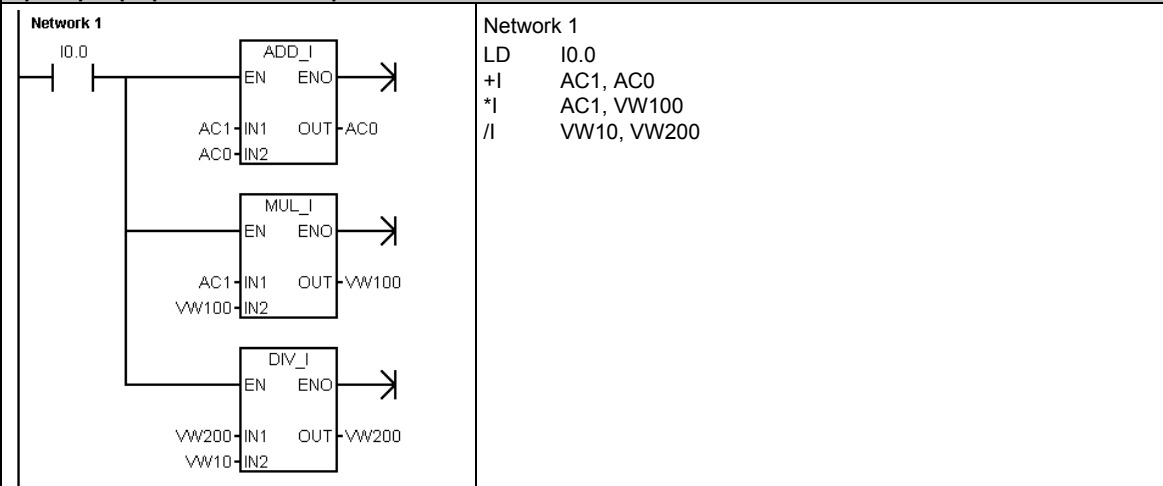 Network 1
I0.0
ADD_I
EN ENO
AC1 IN1 OUT AC0
AC0 IN2
MUL_I
EN ENO
AC1 IN1 OUT VW100
VW100 IN2
DIV_I
EN ENO
VW200 IN1 OUT VW200
VW10 IN2
Network 1
LD I0.0
+I AC1, AC0
*I AC1, VW100
/I VW10, VW200